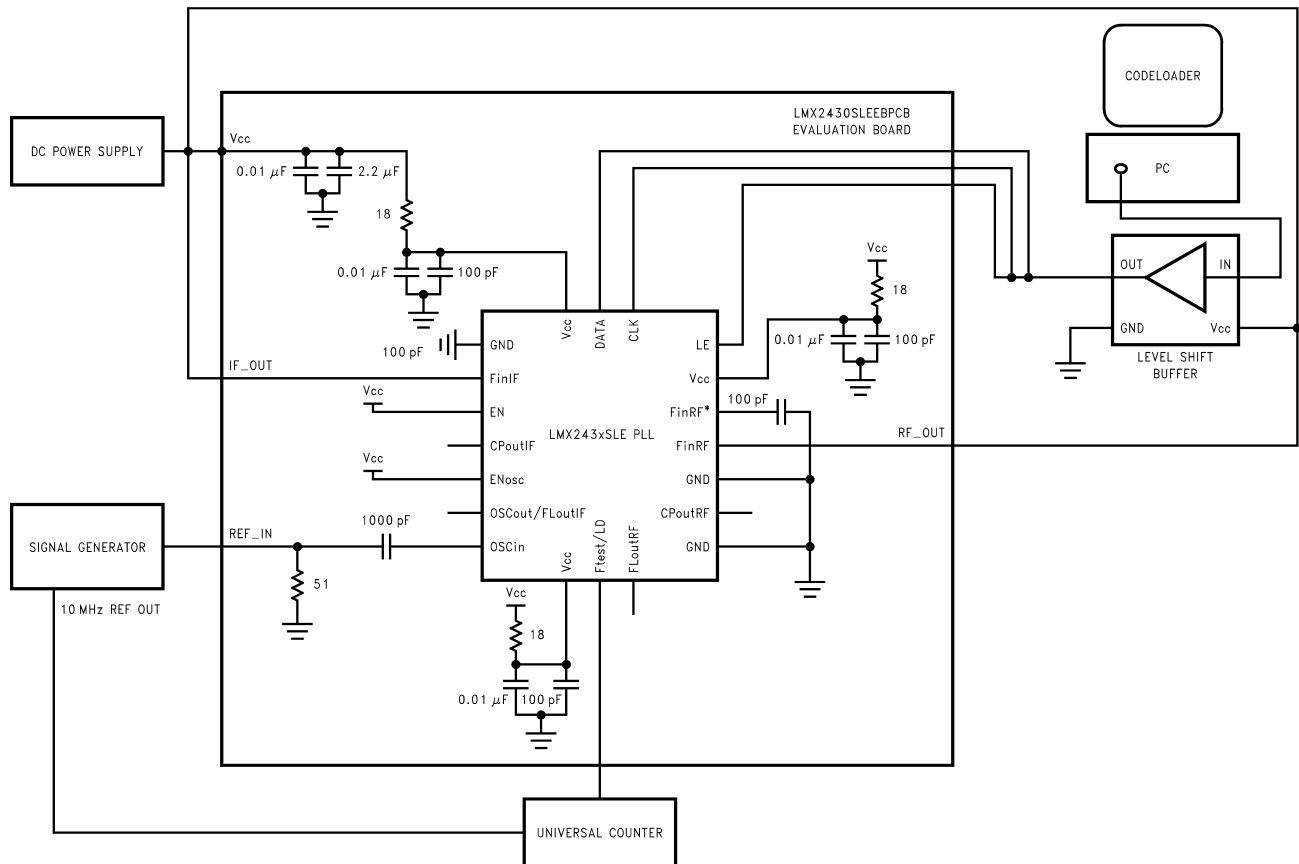 CODELOADER
LMX2430SLEEBPCB
EVALUATION BOARD
DC POWER SUPPLY
Vcc
0.01 µF
2.2 µF
PC
18
Vcc
OUT
IN
0.01 µF
100 pF
18
GND
Vcc
0.01 µF
100 pF
LEVEL SHIFT
BUFFER
Vcc
DATA
CLK
100 pF
GND
LE
IF_OUT
FinIF
Vcc
Vcc
EN
100 pF
FinRF*
LMX243xSLE PLL
RF_OUT
CPoutIF
FinRF
Vcc
ENosc
GND
OSCout/FLoutIF
CPoutRF
1000 pF
SIGNAL GENERATOR
REF_IN
OSCin
GND
Vcc
Ftest/LD
FLoutRF
51
10 MHz REF OUT
Vcc
18
0.01 µF
100 pF
UNIVERSAL COUNTER